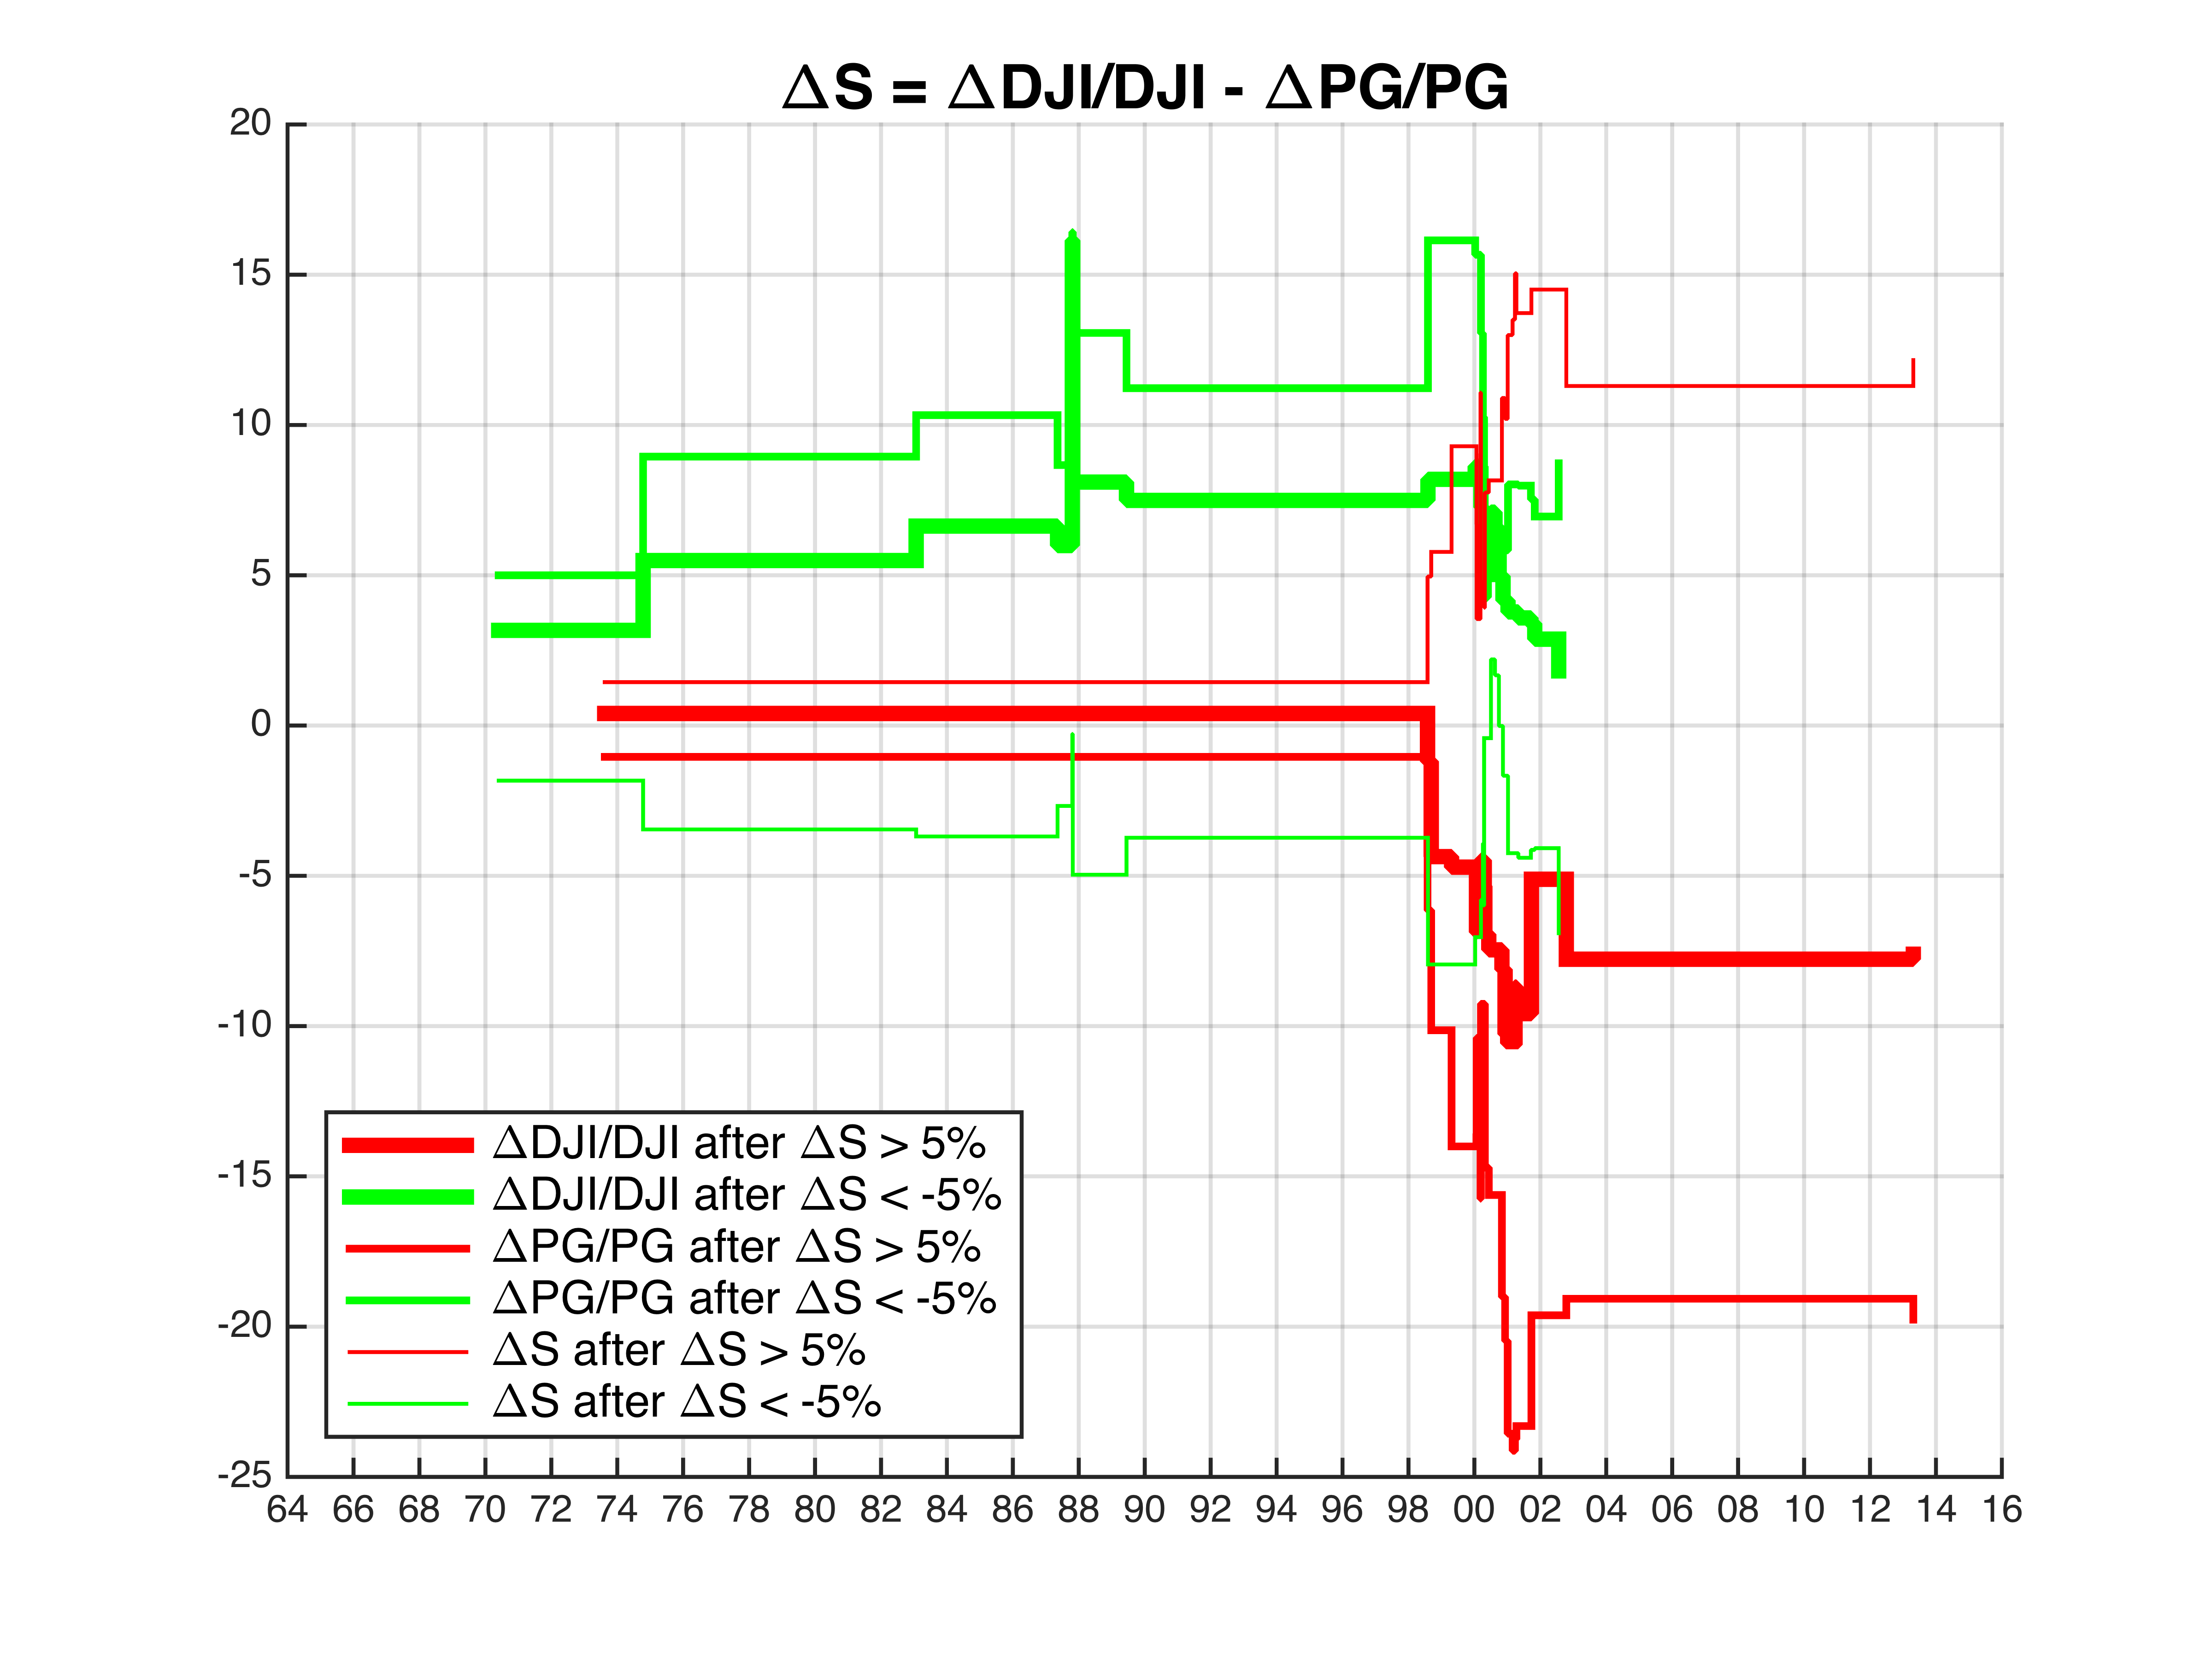 ΔS = ΔDJI/DJI - ΔPG/PG
20
15
10
5
0
-5
-10
-15
-20
-25
ΔDJI/DJI after ΔS > 5%
ΔDJI/DJI after ΔS < -5%
ΔPG/PG after ΔS > 5%
ΔPG/PG after ΔS < -5%
ΔS after ΔS > 5%
ΔS after ΔS < -5%
64 66 68 70 72 74 76 78 80 82 84 86 88 90 92 94 96 98 00 02 04 06 08 10 12 14 16